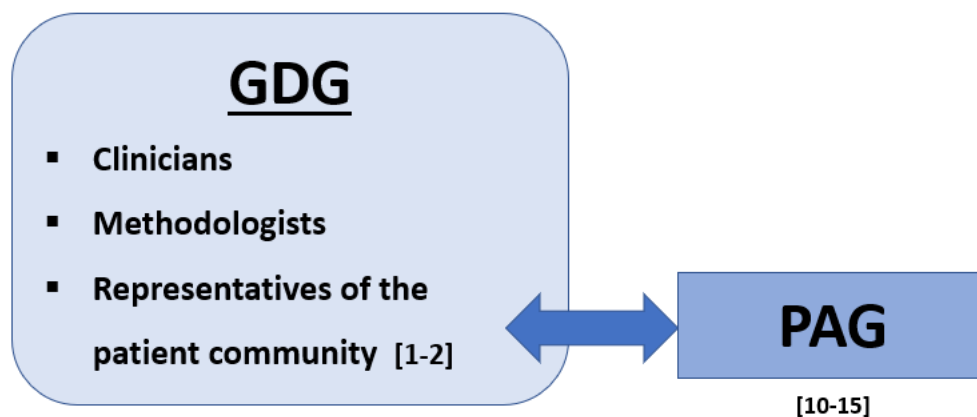 GDG
▪ Clinicians
▪ Methodologists
▪ Representatives of the
patient community [1-2]
PAG
[10-15]